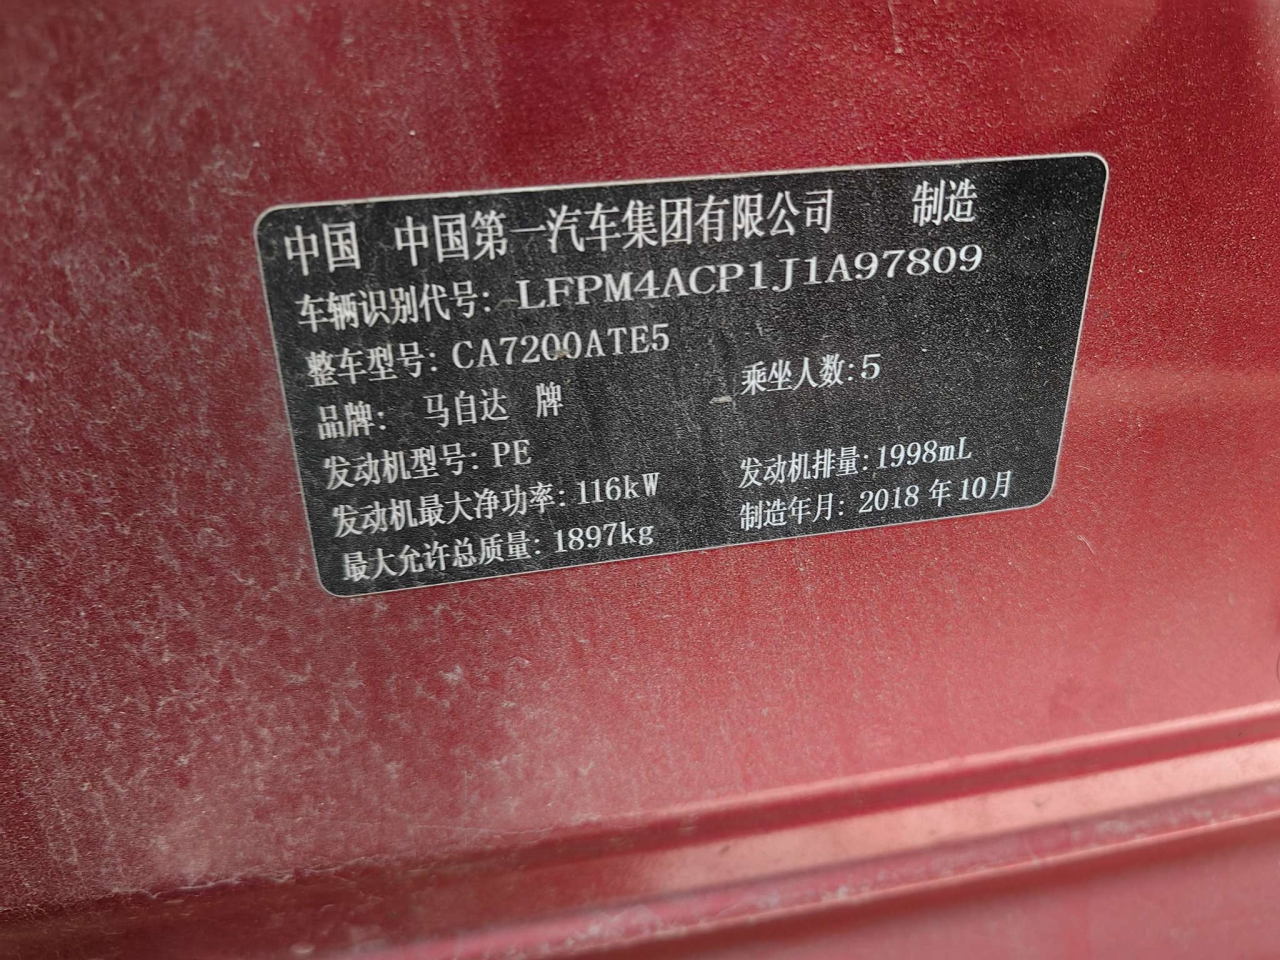 中国 中国第一汽车集团有限公司 制造
车辆识别代号: LFPM4ACP1J1A97809
整车型号: CA7200ATE5
品牌: 马自达 牌 乘坐人数: 5
发动机型号: PE
发动机最大净功率: 116kW 发动机排量: 1998mL
最大允许总质量: 1897kg 制造年月: 2018 年 10 月